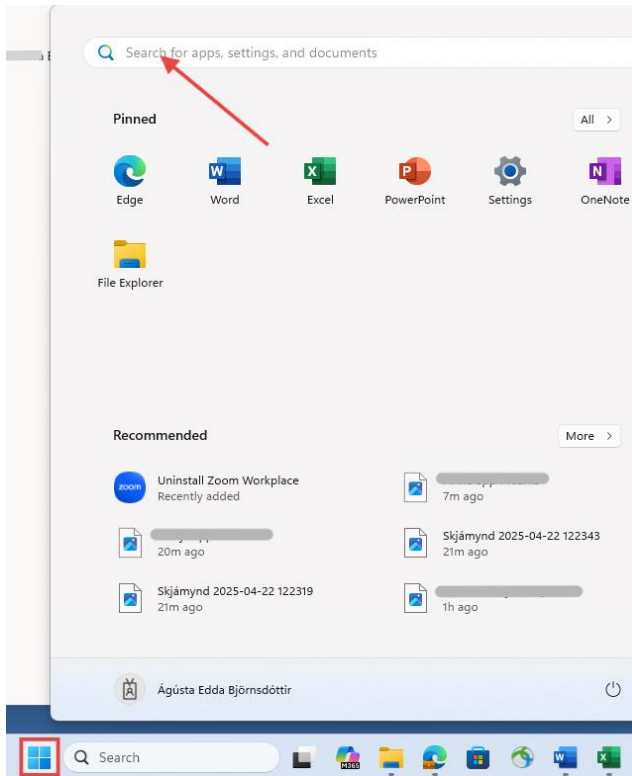 Search for apps, settings, and documents
Pinned
All >
Edge
Word
Excel
PowerPoint
Settings
OneNote
File Explorer
Recommended
More >
zoom
Uninstall Zoom Workplace
Recently added
7m ago
20m ago
Skjámynd 2025-04-22 122343
21m ago
Skjámynd 2025-04-22 122319
21m ago
1h ago
Ágústa Edda Björnsdóttir
Search
M365